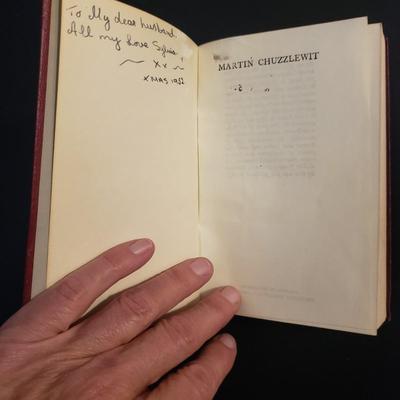 To My dear husband.
All my love Sylvia
xx
XMAS 1952
MARTIN CHUZZLEWIT